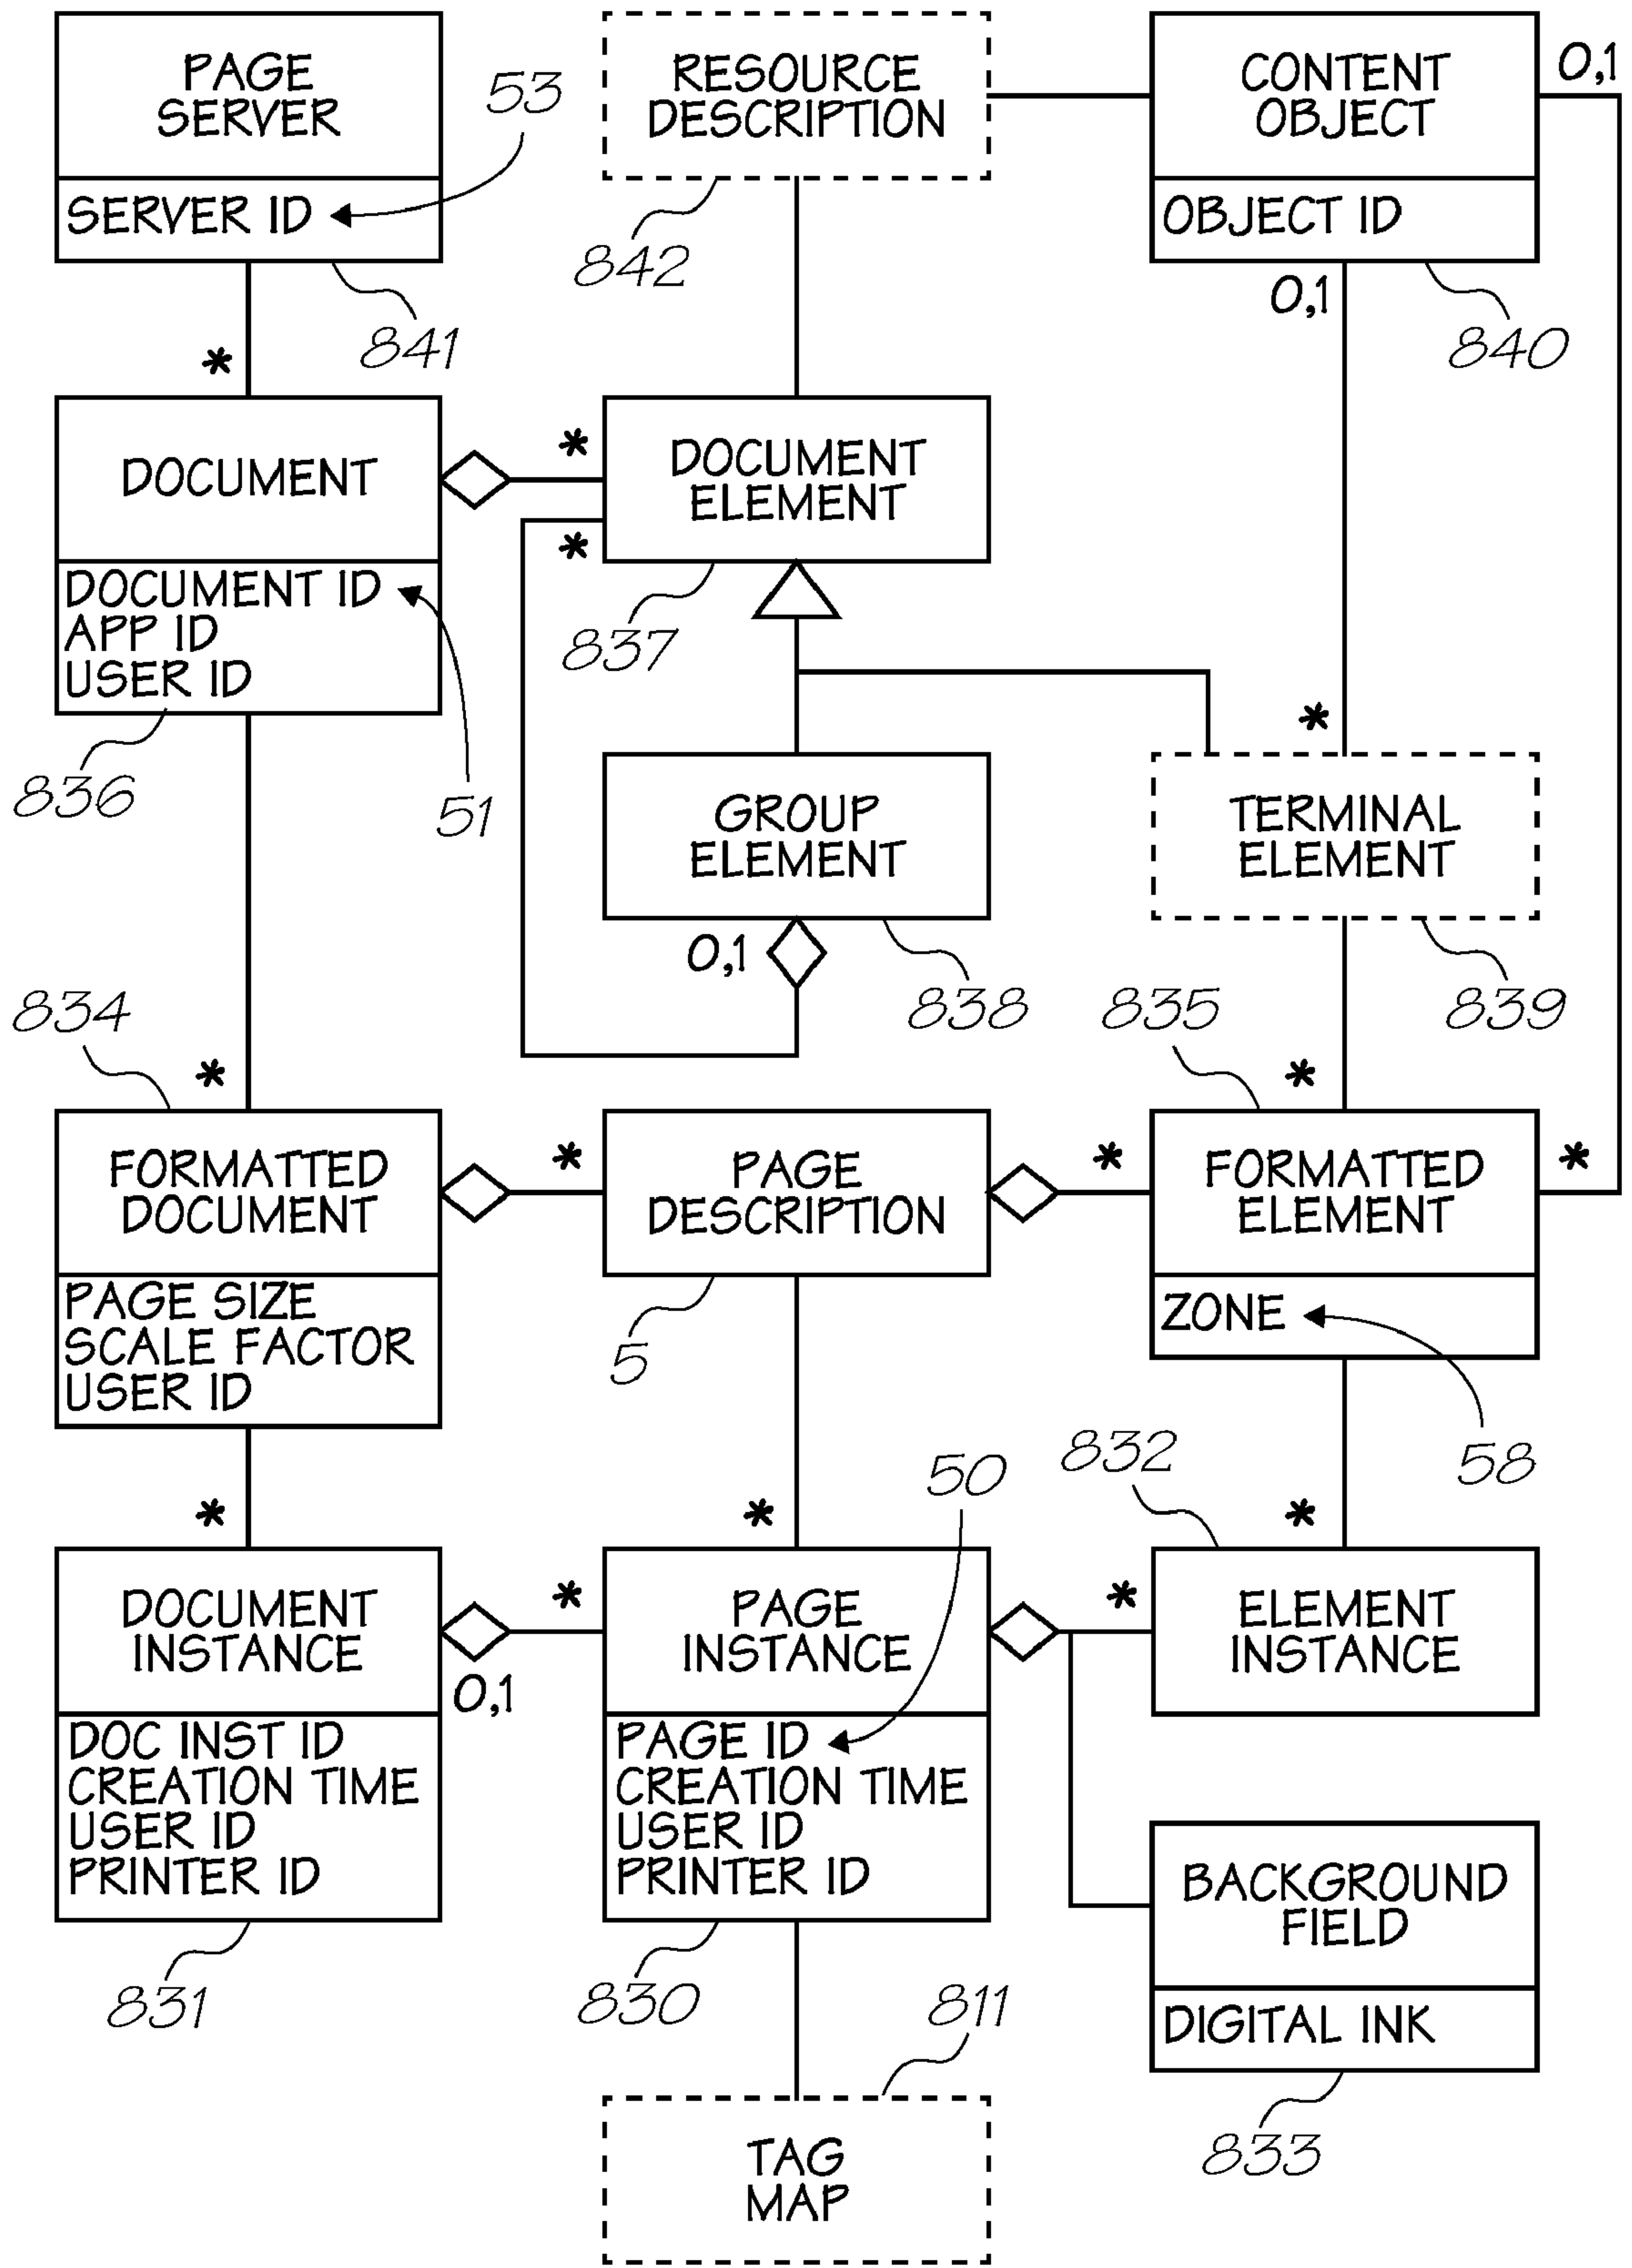 PAGE
SERVER
SERVER ID
53
841
RESOURCE
DESCRIPTION
842
CONTENT
OBJECT
OBJECT ID
0,1
0,1
840
*
DOCUMENT
DOCUMENT ID
APP ID
USER ID
836
51
*
*
DOCUMENT
ELEMENT
837
GROUP
ELEMENT
0,1
838
*
TERMINAL
ELEMENT
839
834
*
FORMATTED
DOCUMENT
PAGE SIZE
SCALE FACTOR
USER ID
*
PAGE
DESCRIPTION
5
835
*
*
FORMATTED
ELEMENT
*
ZONE
58
*
DOCUMENT
INSTANCE
DOC INST ID
CREATION TIME
USER ID
PRINTER ID
831
0,1
*
*
50
PAGE
INSTANCE
PAGE ID
CREATION TIME
USER ID
PRINTER ID
830
832
*
*
ELEMENT
INSTANCE
BACKGROUND
FIELD
DIGITAL INK
833
811
TAG
MAP